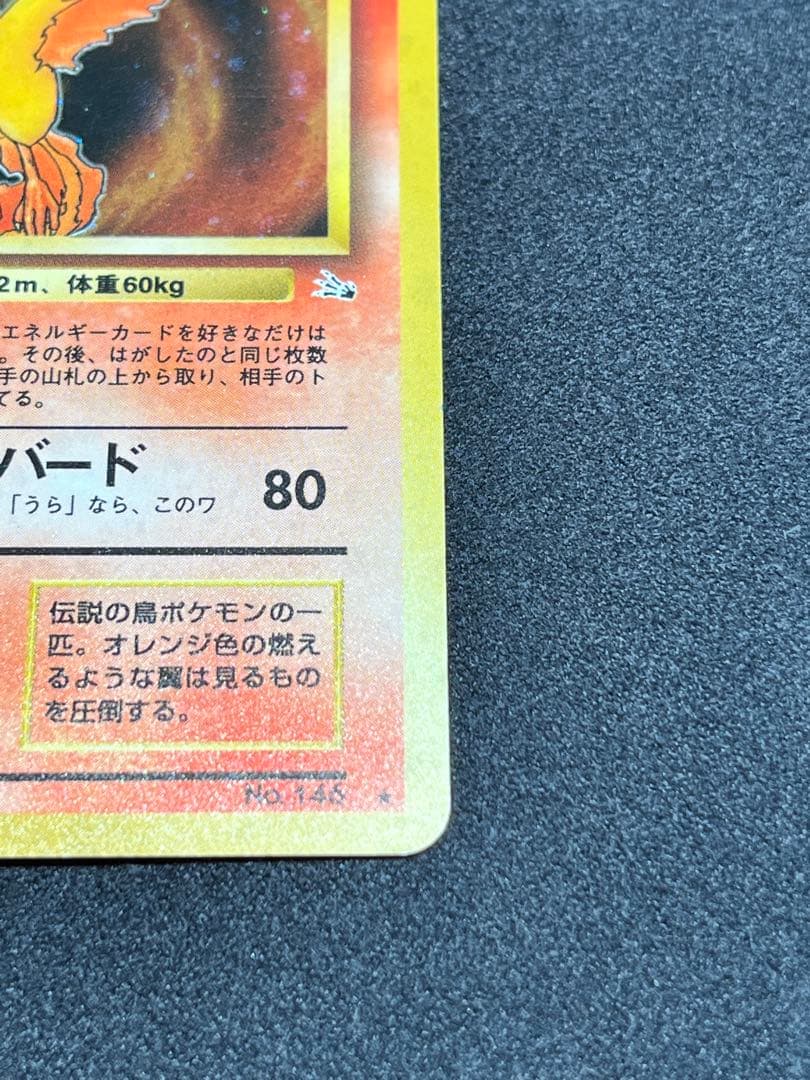 2m、体重60kg
エネルギーカードを好きなだけは
。その後、はがしたのと同じ枚数
手の山札の上から取り、相手のト
てる。
バード
80
「うら」なら、このワ
伝説の鳥ポケモンの一
匹。オレンジ色の燃え
るような翼は見るもの
を圧倒する。
No. 146 ★